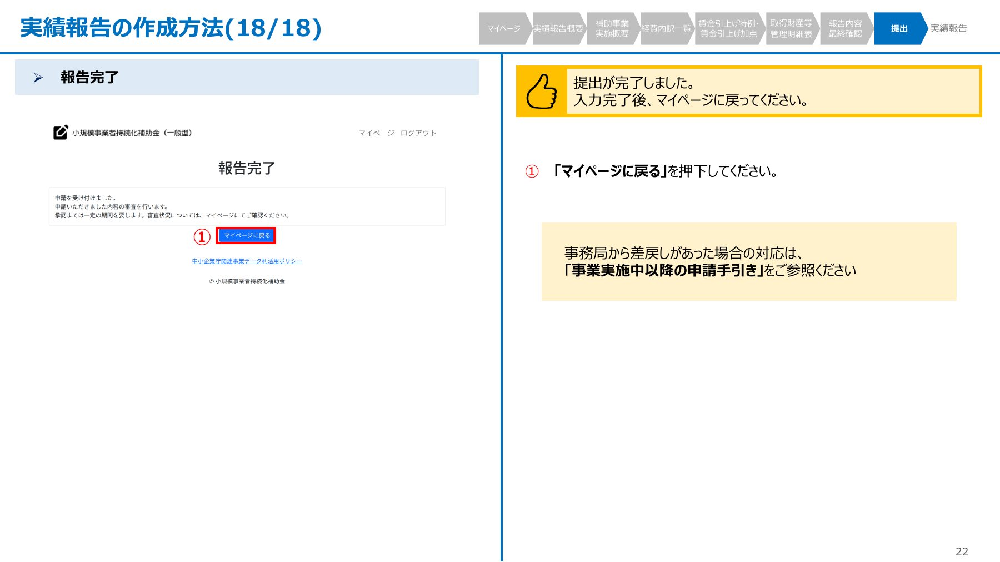 実績報告の作成方法(18/18)
マイページ
実績報告概要
補助事業
実施概要
経費内訳一覧
賃金引上げ特例・
賃金引上げ加点
取得財産等
管理明細表
報告内容
最終確認
提出
実績報告
➢ 報告完了
小規模事業者持続化補助金（一般型）
マイページ ログアウト
報告完了
申請を受け付けました。
申請いただきました内容の審査を行います。
承認までは一定の期間を要します。審査状況については、マイページにてご確認ください。
① マイページに戻る
中小企業庁関連事業データ利活用ポリシー
© 小規模事業者持続化補助金
提出が完了しました。
入力完了後、マイページに戻ってください。
① 「マイページに戻る」を押下してください。
事務局から差戻しがあった場合の対応は、
「事業実施中以降の申請手引き」をご参照ください
22